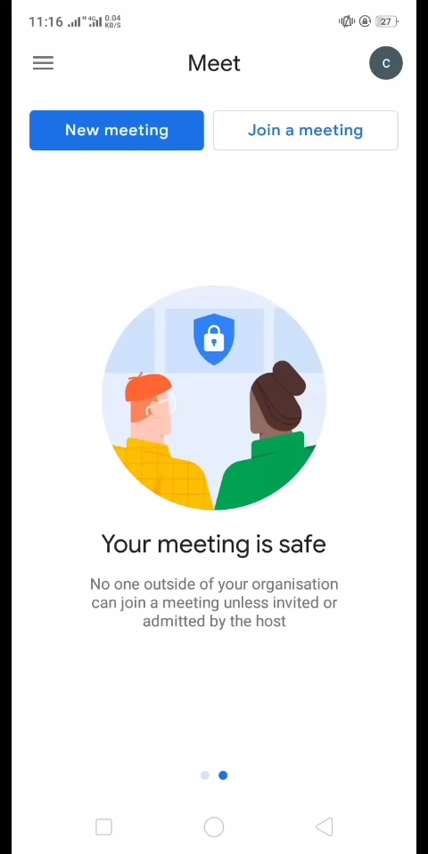 11:16 4G 0.04 KB/S 27
Meet
C
New meeting Join a meeting
Your meeting is safe
No one outside of your organisation
can join a meeting unless invited or
admitted by the host